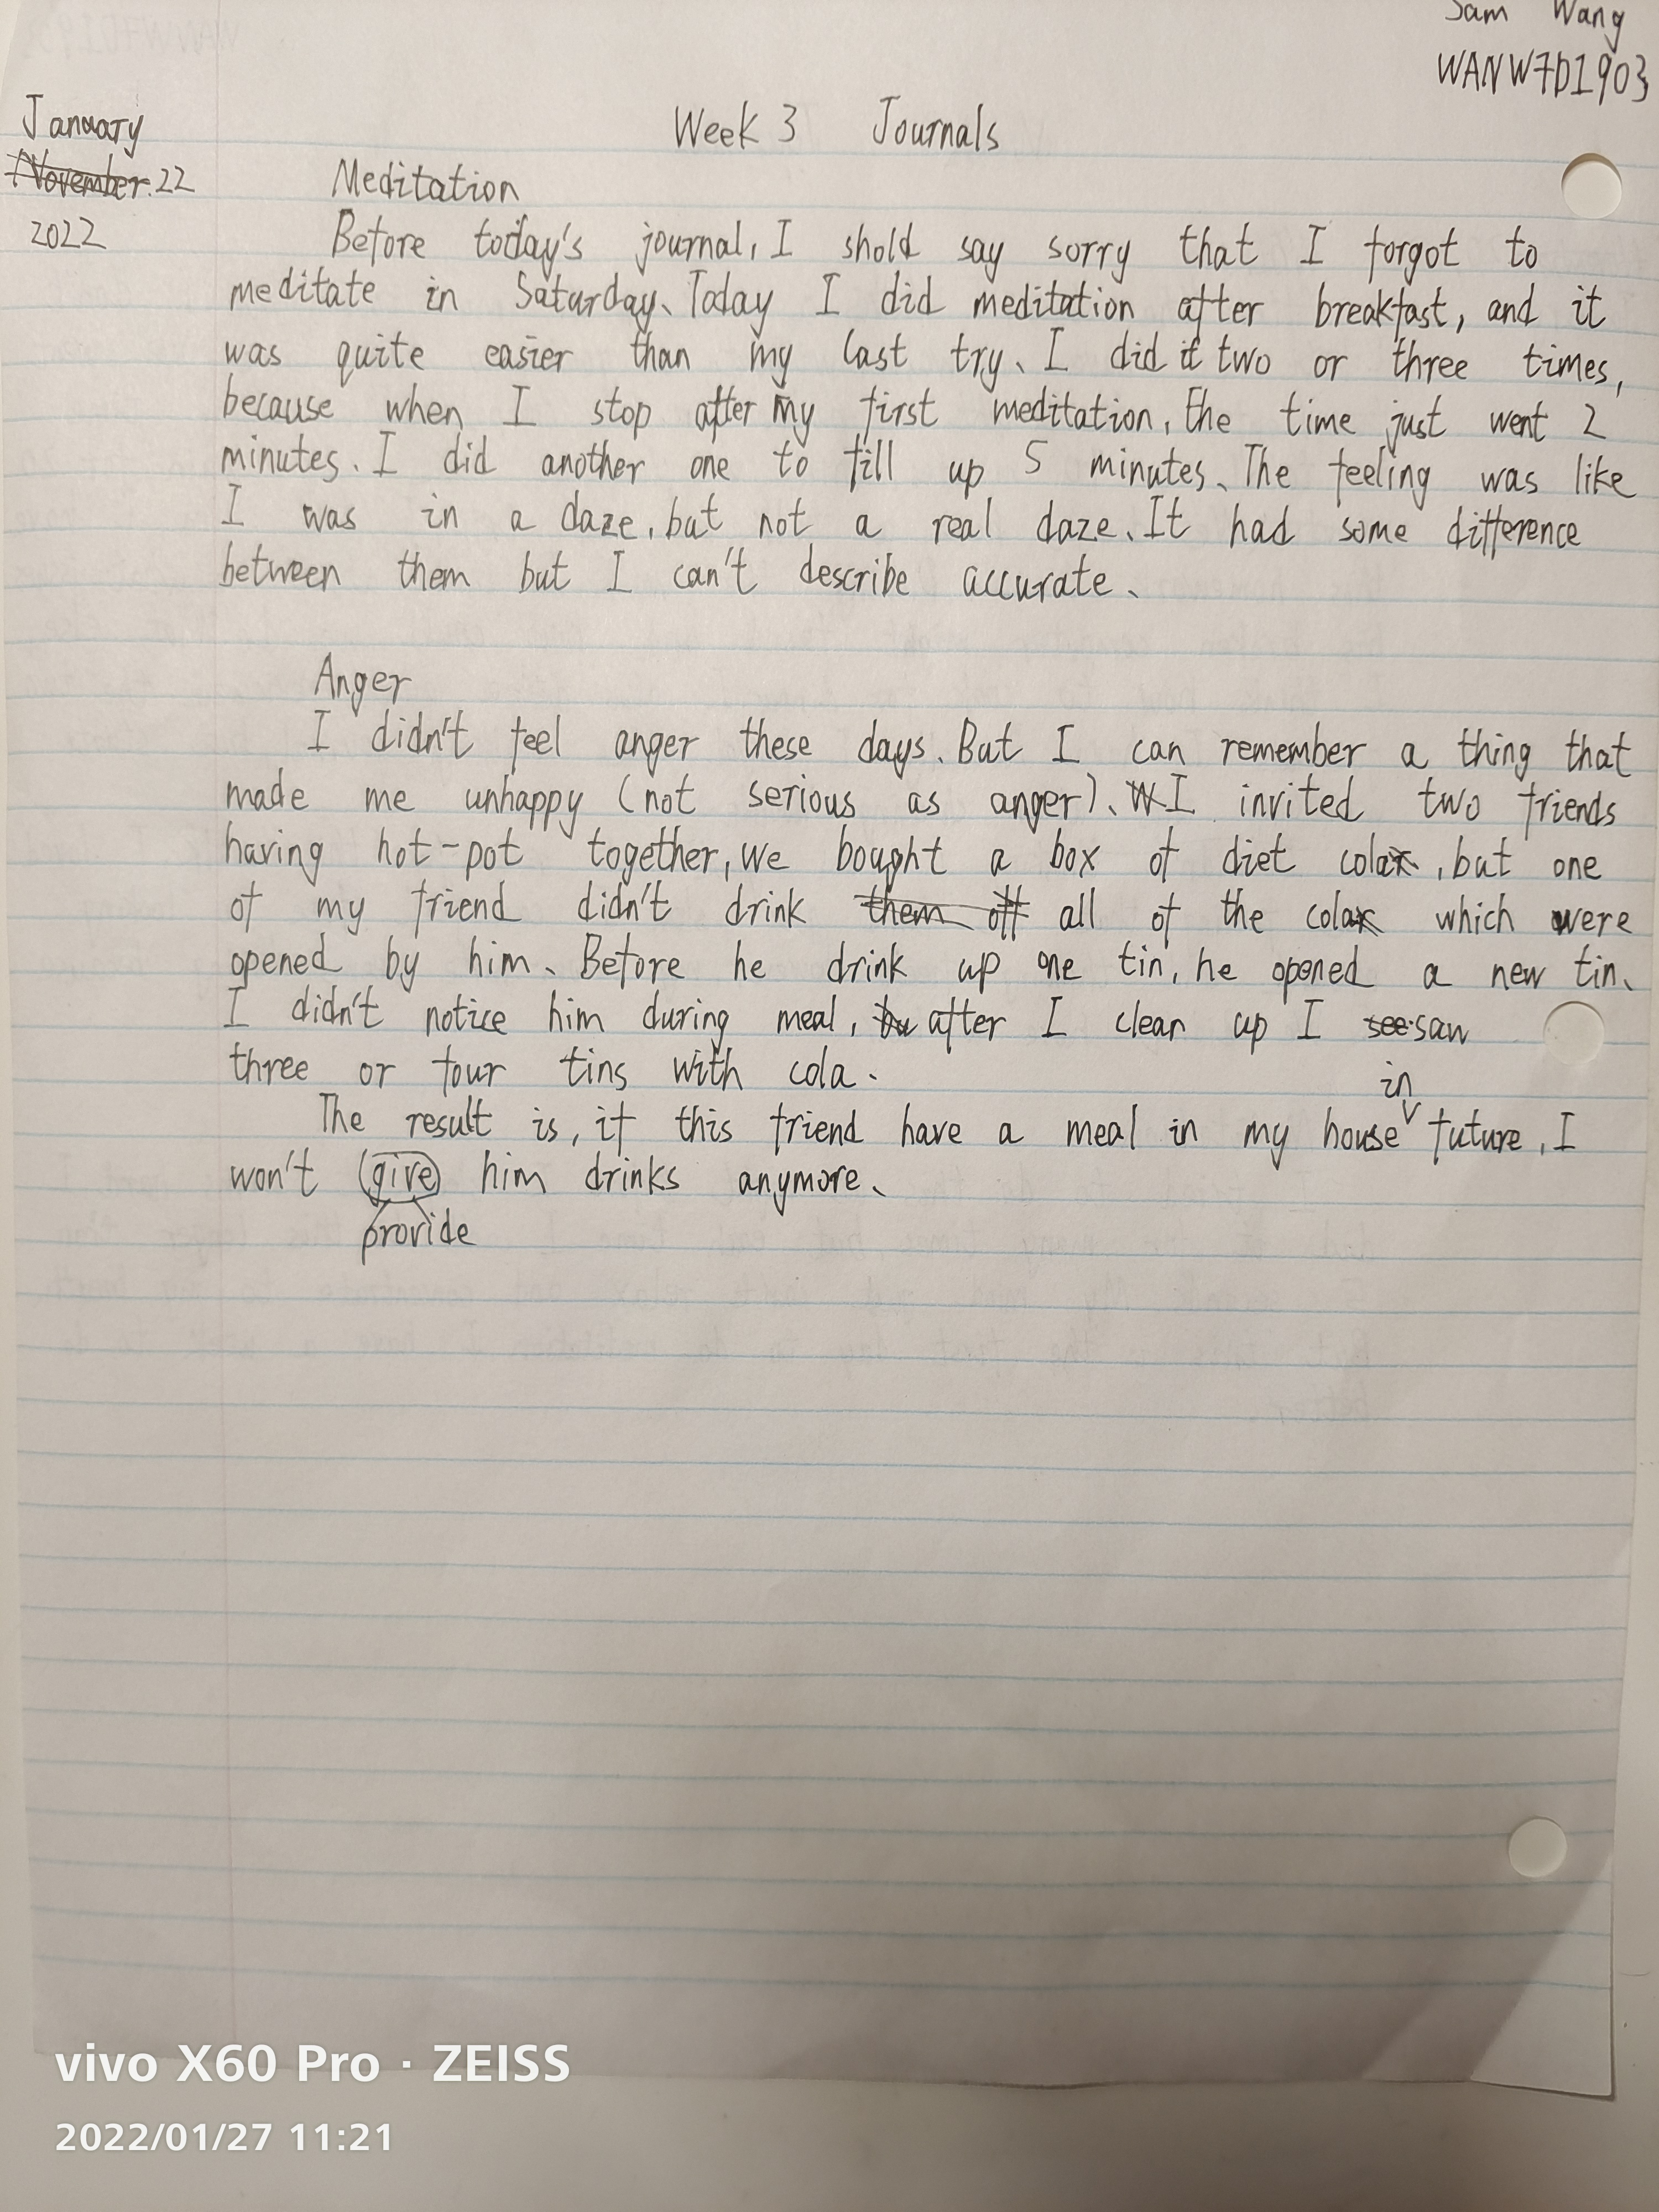 Sam Wang
WANW7D1903
January
Week 3 Journals
November.22
Meditation
2022
Before today's journal, I shold say sorry that I forgot to
meditate in Saturday. Today I did meditation after breakfast, and it
was quite easier than my last try. I did it two or three times,
because when I stop after my first meditation, the time just went 2
minutes. I did another one to fill up 5 minutes. The feeling was like
I was in a daze, but not a real daze. It had some difference
between them but I can't describe accurate.
Anger
I didn't feel anger these days. But I can remember a thing that
made me unhappy (not serious as anger). I invited two friends
having hot-pot together, we bought a box of diet cola, but one
of my friend didn't drink them off all of the cola which were
opened by him. Before he drink up one tin, he opened a new tin.
I didn't notice him during meal, bu after I clean up I see saw
three or four tins with cola.
in
The result is, if this friend have a meal in my house future, I
won't (give) him drinks anymore.
provide
vivo X60 Pro · ZEISS
2022/01/27 11:21